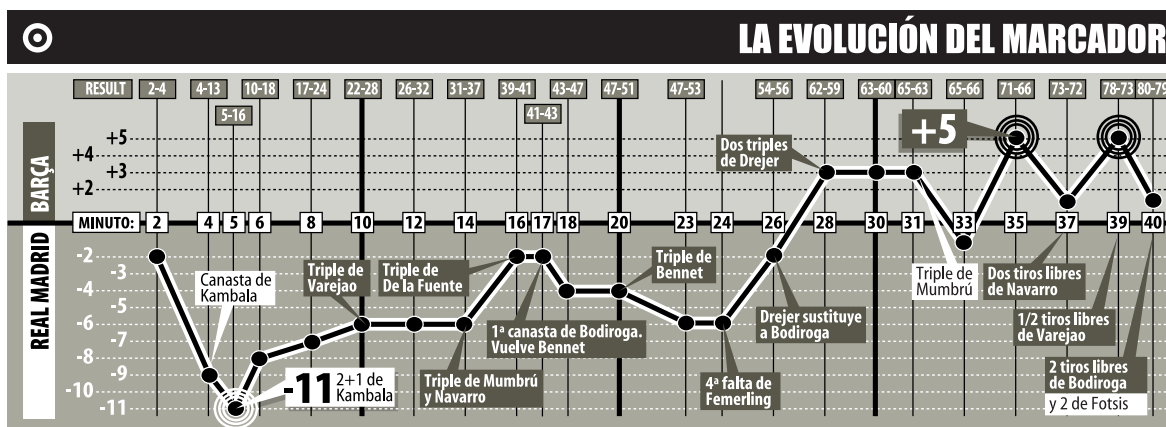 LA EVOLUCIÓN DEL MARCADOR
RESULT 2-4 4-13 10-18 17-24 22-28 26-32 31-37 39-41 43-47 47-51 47-53 54-56 62-59 63-60 65-63 65-66 71-66 73-72 78-73 80-79
5-16 41-43
BARÇA
+5
+4
+3
+2
+5
Dos triples
de Drejer
MINUTO: 2 4 5 6 8 10 12 14 16 17 18 20 23 24 26 28 30 31 33 35 37 39 40
REAL MADRID
-2
-3
-4
-5
-6
-7
-8
-9
-10
-11
Canasta de
Kambala
-11 2+1 de
Kambala
Triple de
Varejao
Triple de
De la Fuente
Triple de Mumbrú
y Navarro
1ª canasta de Bodiroga.
Vuelve Bennet
Triple de
Bennet
4ª falta de
Femerling
Drejer sustituye
a Bodiroga
Triple de
Mumbrú
Dos tiros libres
de Navarro
1/2 tiros libres
de Varejao
2 tiros libres
de Bodiroga
y 2 de Fotsis